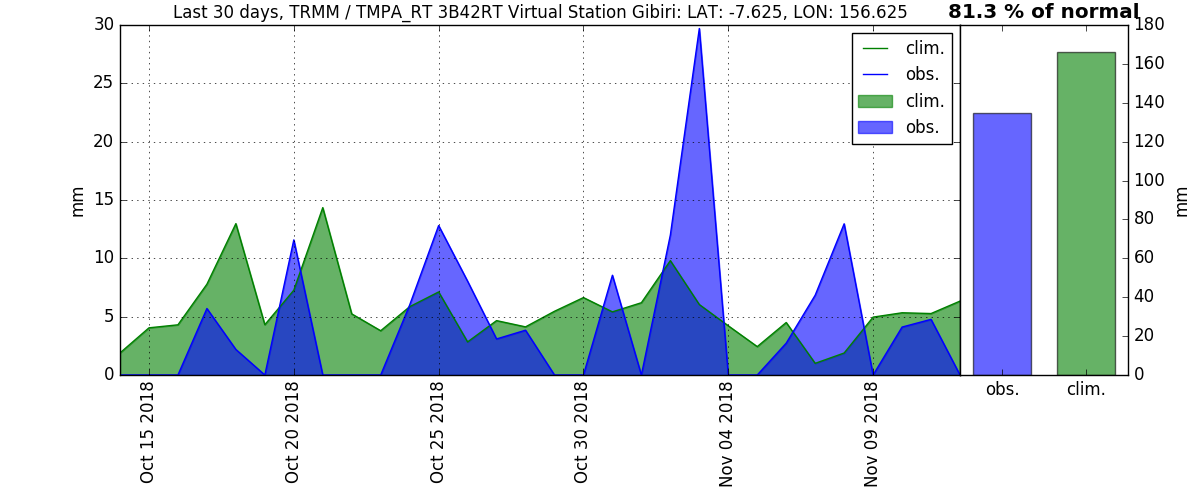 Last 30 days, TRMM / TMPA_RT 3B42RT Virtual Station Gibiri: LAT: -7.625, LON: 156.625
81.3 % of normal
30
25
20
15
10
5
0
mm
clim.
obs.
clim.
obs.
180
160
140
120
100
80
60
40
20
0
mm
obs.
clim.
Oct 15 2018
Oct 20 2018
Oct 25 2018
Oct 30 2018
Nov 04 2018
Nov 09 2018